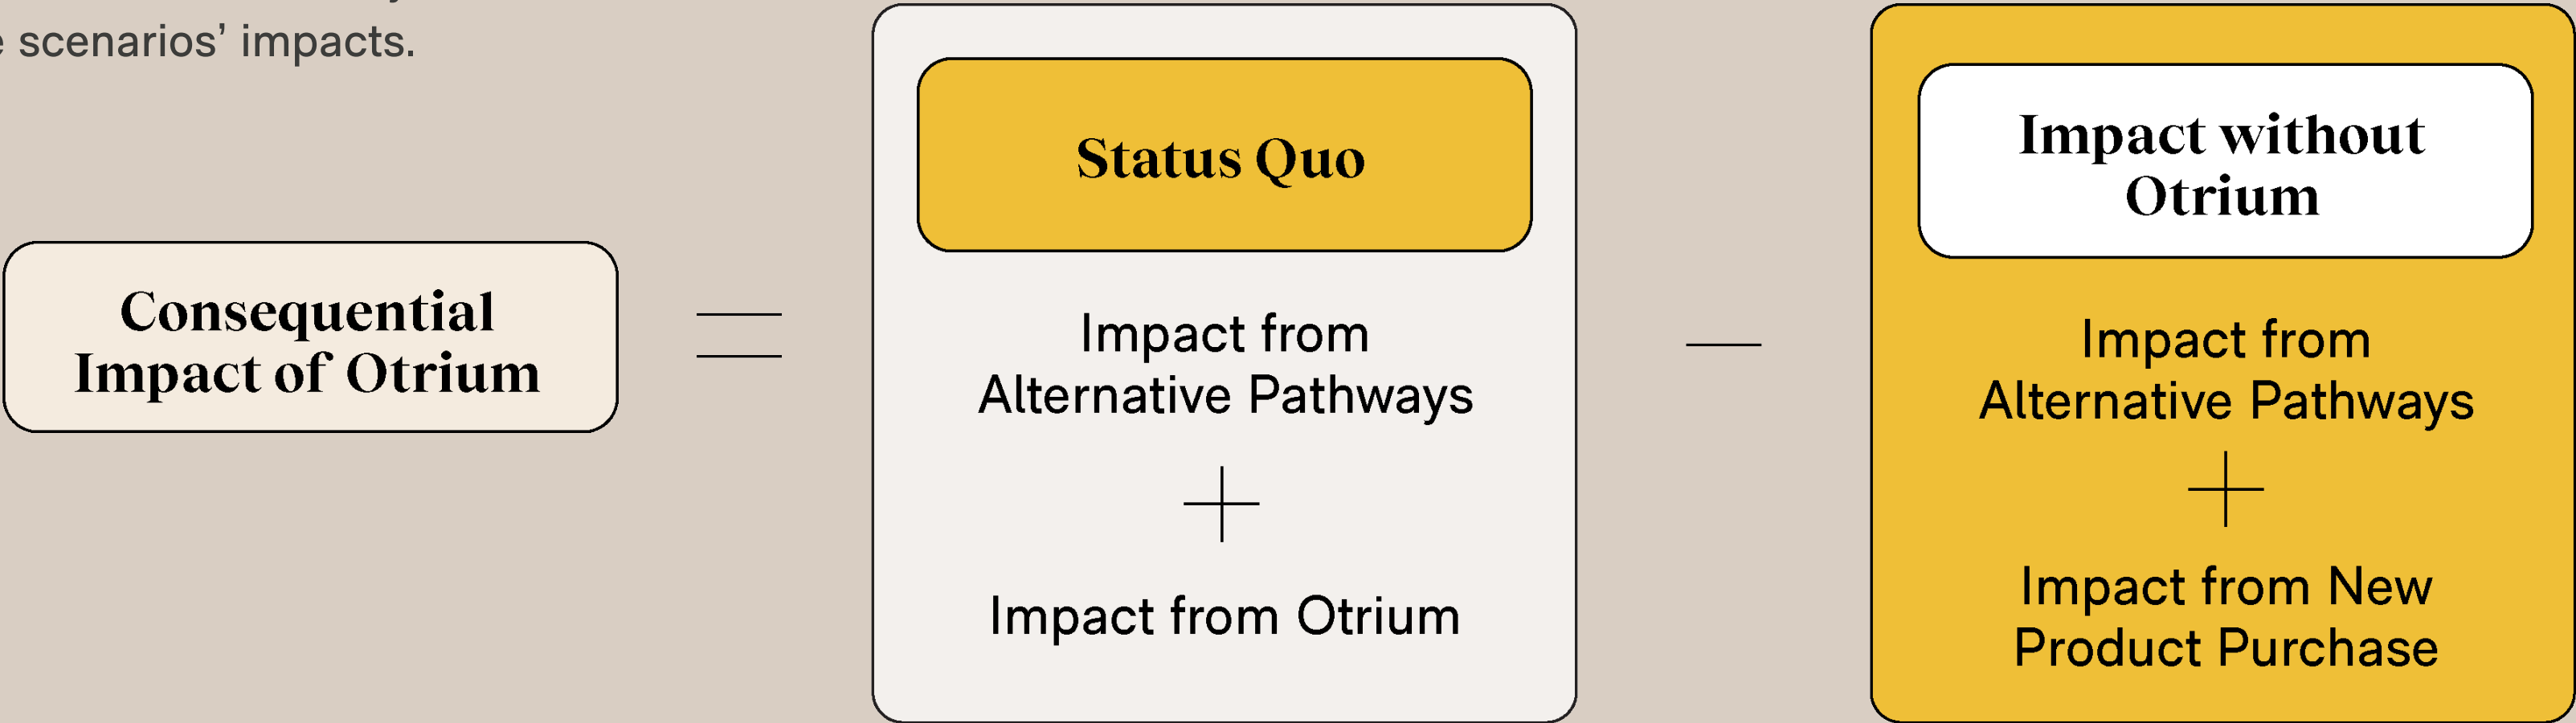 scenarios’ impacts.
Consequential
Impact of Otrium
=
Status Quo
Impact from
Alternative Pathways
+
Impact from Otrium
—
Impact without
Otrium
Impact from
Alternative Pathways
+
Impact from New
Product Purchase